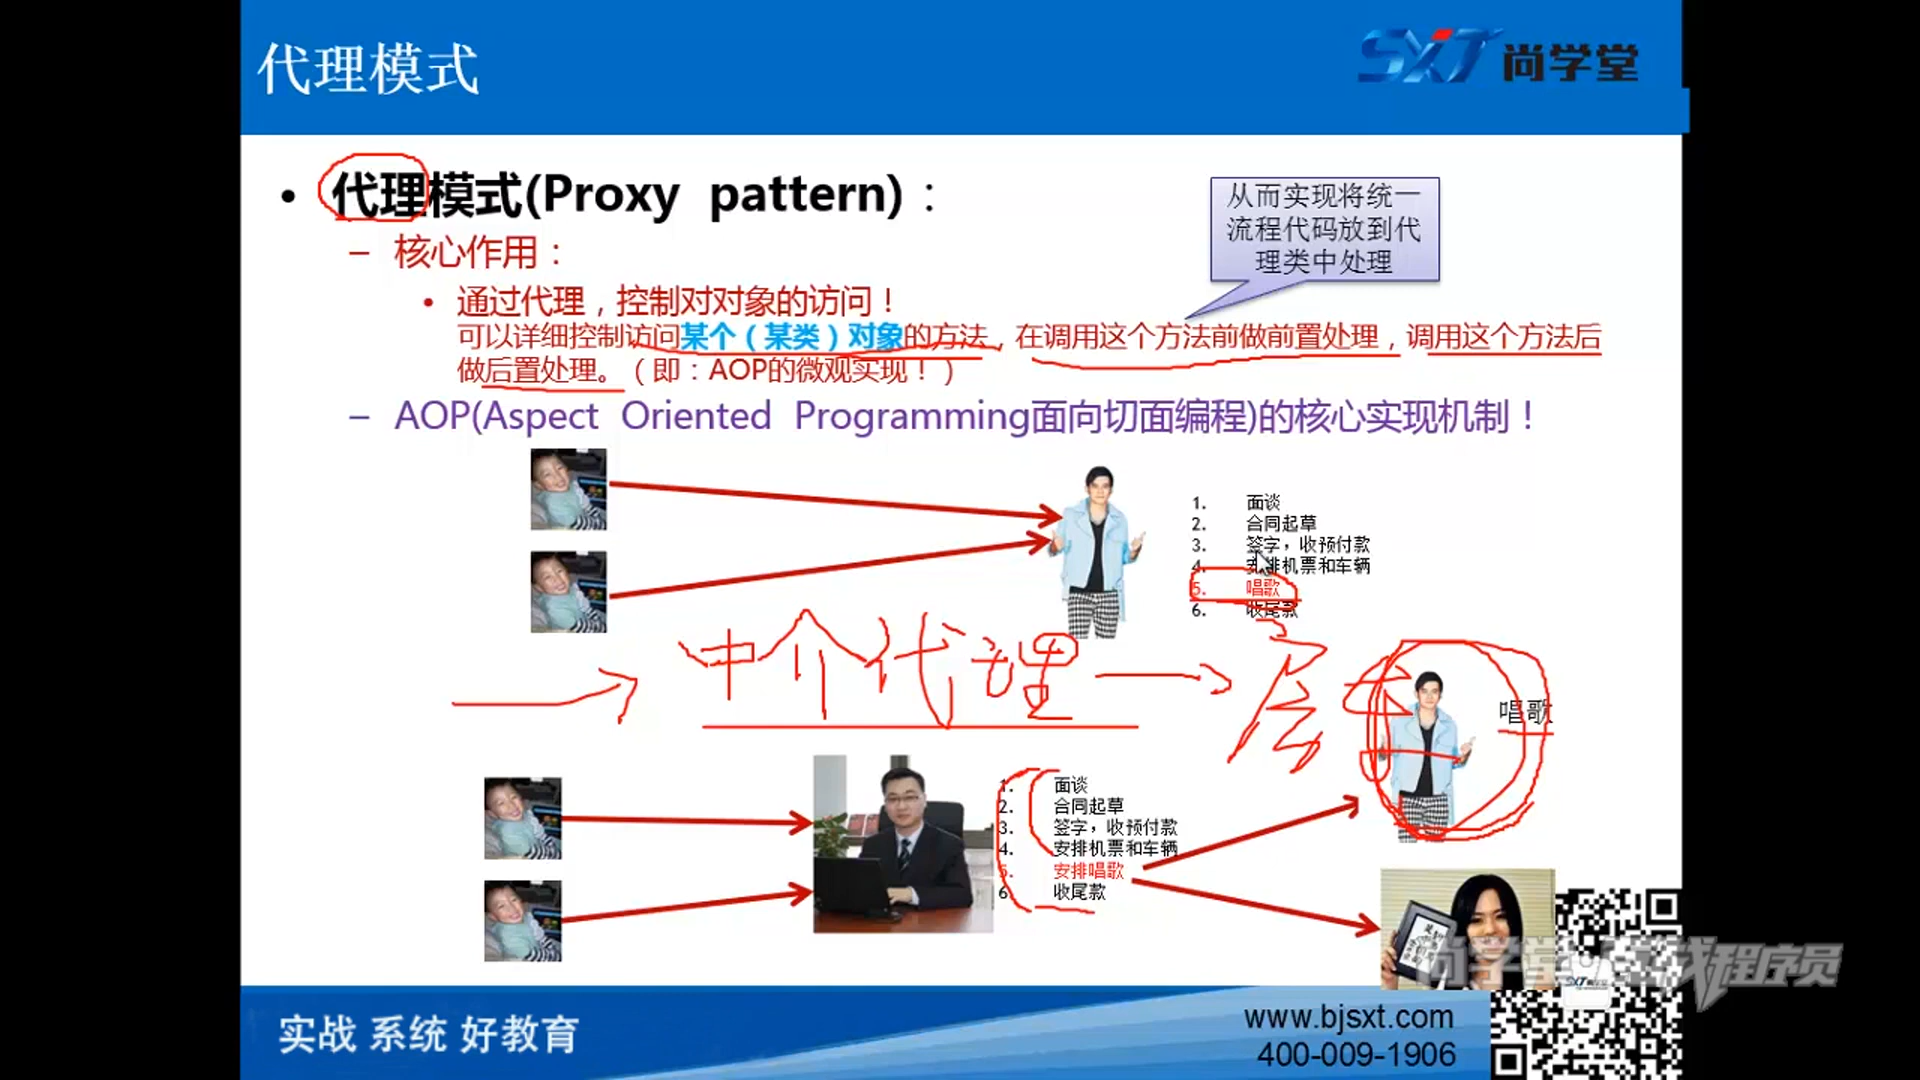 代理模式
SXT 尚学堂
• 代理模式(Proxy pattern)：
从而实现将统一
流程代码放到代
理类中处理
– 核心作用：
• 通过代理，控制对对象的访问！
可以详细控制访问某个（某类）对象的方法，在调用这个方法前做前置处理，调用这个方法后
做后置处理。（即：AOP的微观实现！）
– AOP(Aspect Oriented Programming面向切面编程)的核心实现机制！
1. 面谈
2. 合同起草
3. 签字，收预付款
4. 安排机票和车辆
5. 唱歌
6. 收尾款
中介代理
层
唱歌
1. 面谈
2. 合同起草
3. 签字，收预付款
4. 安排机票和车辆
5. 安排唱歌
6 收尾款
尚学堂 实战程序员
实战 系统 好教育
www.bjsxt.com
400-009-1906